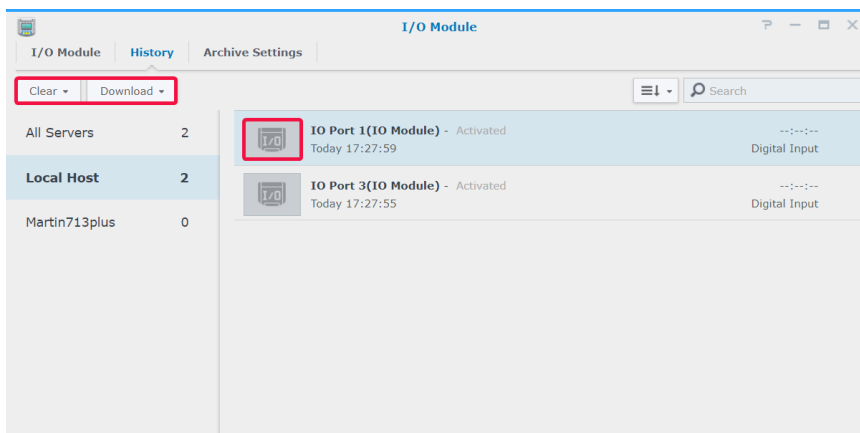 I/O Module
I/O Module History Archive Settings
Clear Download
Search
All Servers 2
Local Host 2
Martin713plus 0
I/O
IO Port 1(IO Module) - Activated
Today 17:27:59
--:--:--
Digital Input
I/O
IO Port 3(IO Module) - Activated
Today 17:27:55
--:--:--
Digital Input